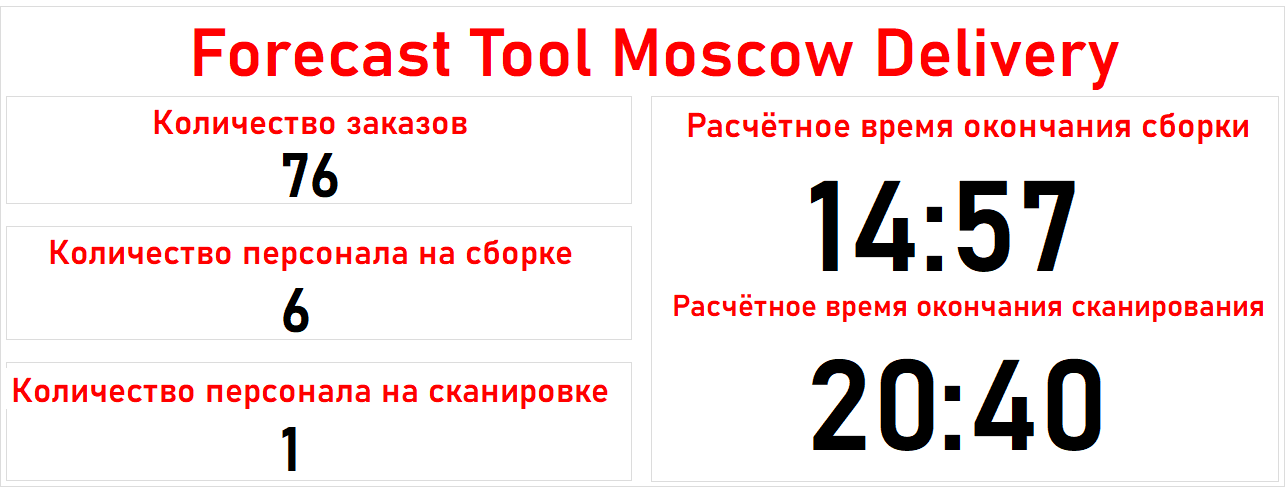 Forecast Tool Moscow Delivery
Количество заказов
76
Количество персонала на сборке
6
Количество персонала на сканировке
1
Расчётное время окончания сборки
14:57
Расчётное время окончания сканирования
20:40